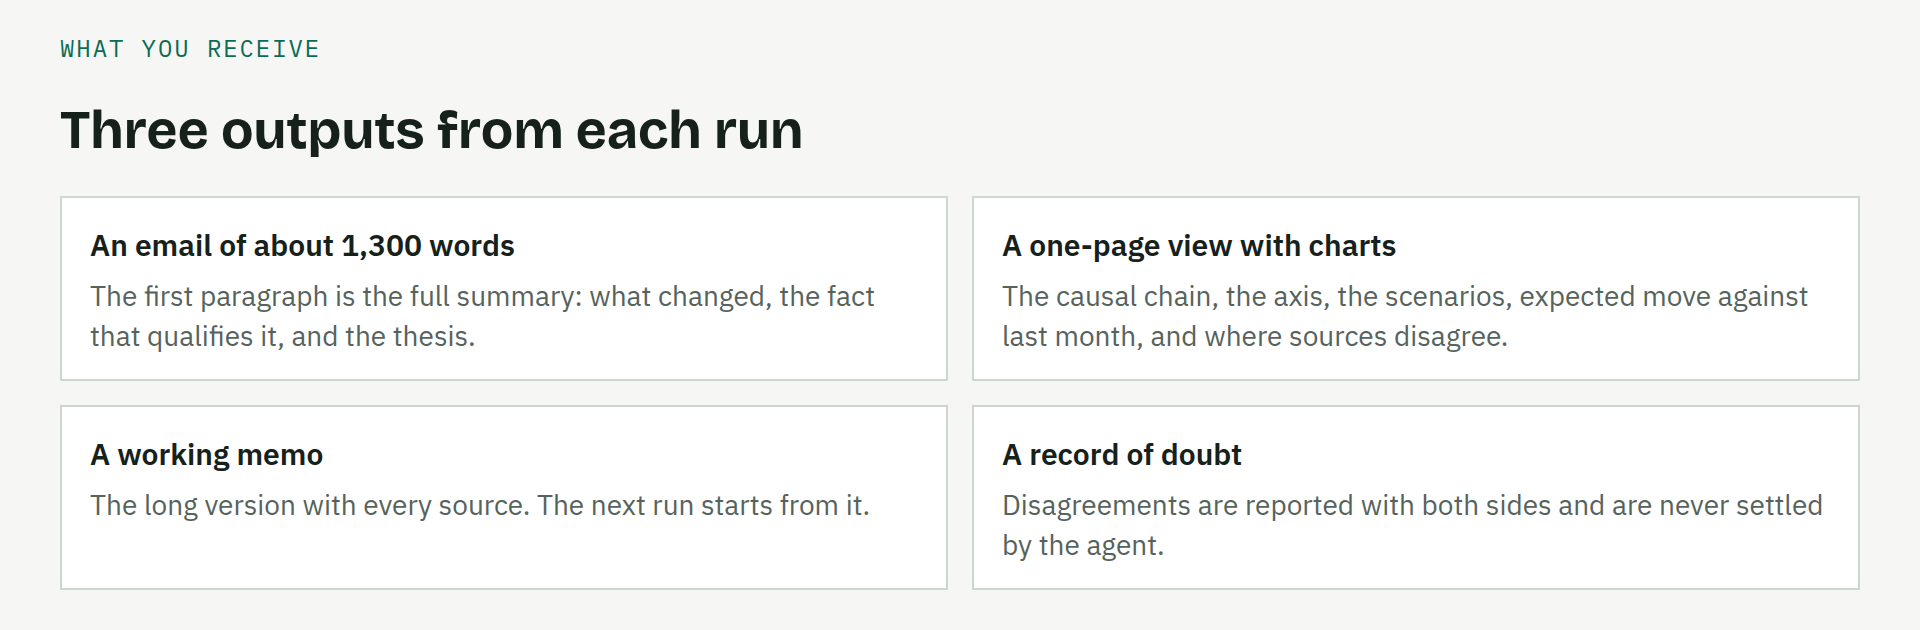 WHAT YOU RECEIVE
Three outputs from each run
An email of about 1,300 words
The first paragraph is the full summary: what changed, the fact
that qualifies it, and the thesis.
A one-page view with charts
The causal chain, the axis, the scenarios, expected move against
last month, and where sources disagree.
A working memo
The long version with every source. The next run starts from it.
A record of doubt
Disagreements are reported with both sides and are never settled
by the agent.